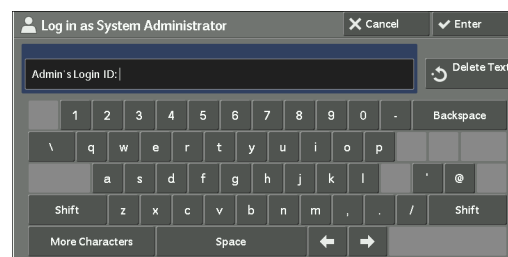 Log in as System Administrator
Cancel
Enter
Admin's Login ID:
Delete Text
1 2 3 4 5 6 7 8 9 0 - Backspace
\ q w e r t y u i o p
a s d f g h j k l ' @
Shift z x c v b n m , . / Shift
More Characters Space